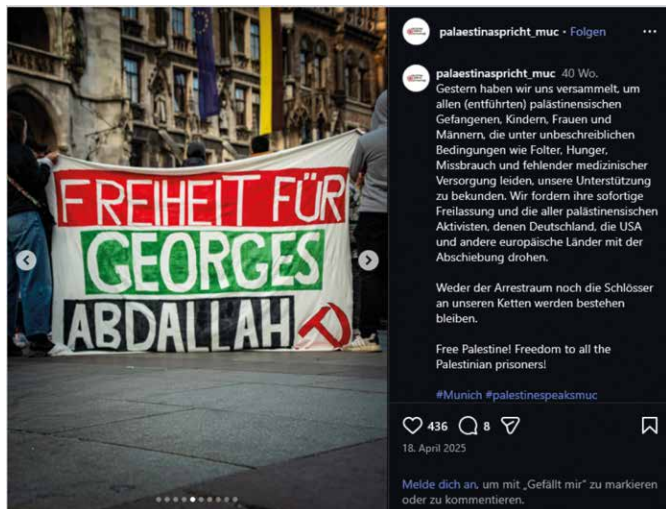 FREIHEIT FÜR
GEORGES
ABDALLAH
palaestinaspricht_muc • Folgen
palaestinaspricht_muc 40 Wo.
Gestern haben wir uns versammelt, um
allen (entführten) palästinensischen
Gefangenen, Kindern, Frauen und
Männern, die unter unbeschreiblichen
Bedingungen wie Folter, Hunger,
Missbrauch und fehlender medizinischer
Versorgung leiden, unsere Unterstützung
zu bekunden. Wir fordern ihre sofortige
Freilassung und die aller palästinensischen
Aktivisten, denen Deutschland, die USA
und andere europäische Länder mit der
Abschiebung drohen.
Weder der Arrestraum noch die Schlösser
an unseren Ketten werden bestehen
bleiben.
Free Palestine! Freedom to all the
Palestinian prisoners!
#Munich #palestinespeaksmuc
436 8
18. April 2025
Melde dich an, um mit „Gefällt mir“ zu markieren
oder zu kommentieren.